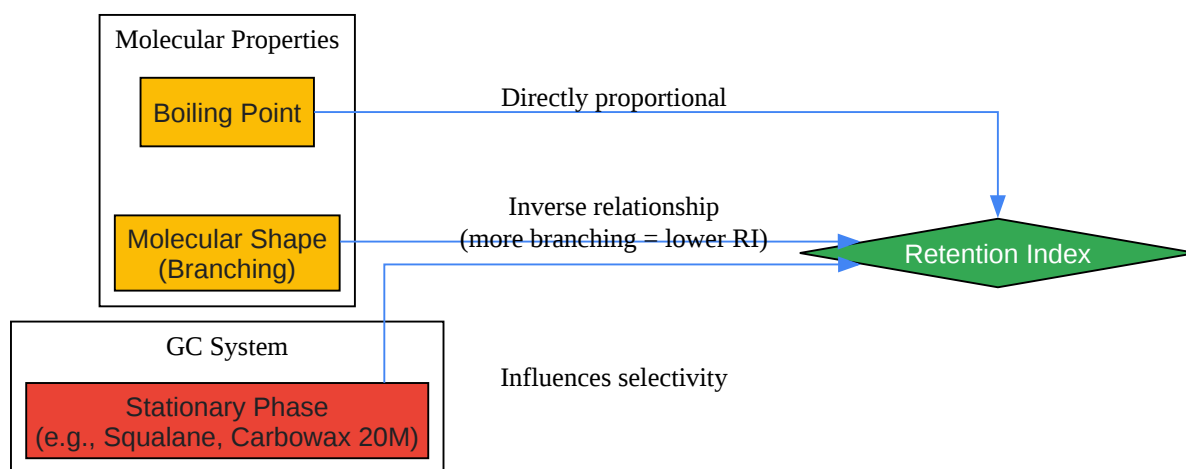 Molecular Properties
Boiling Point
Directly proportional
Molecular Shape
(Branching)
Inverse relationship
(more branching = lower RI)
Retention Index
GC System
Stationary Phase
(e.g., Squalane, Carbowax 20M)
Influences selectivity